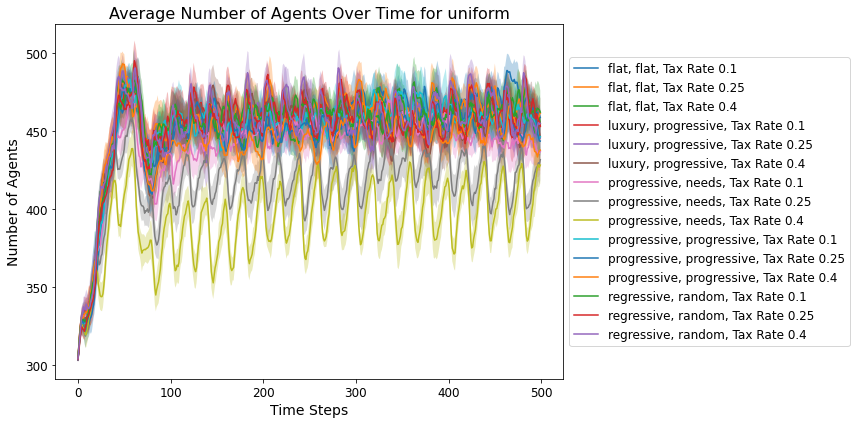 Average Number of Agents Over Time for uniform
Number of Agents
500
450
400
350
300
0
100
200
300
400
500
Time Steps
flat, flat, Tax Rate 0.1
flat, flat, Tax Rate 0.25
flat, flat, Tax Rate 0.4
luxury, progressive, Tax Rate 0.1
luxury, progressive, Tax Rate 0.25
luxury, progressive, Tax Rate 0.4
progressive, needs, Tax Rate 0.1
progressive, needs, Tax Rate 0.25
progressive, needs, Tax Rate 0.4
progressive, progressive, Tax Rate 0.1
progressive, progressive, Tax Rate 0.25
progressive, progressive, Tax Rate 0.4
regressive, random, Tax Rate 0.1
regressive, random, Tax Rate 0.25
regressive, random, Tax Rate 0.4